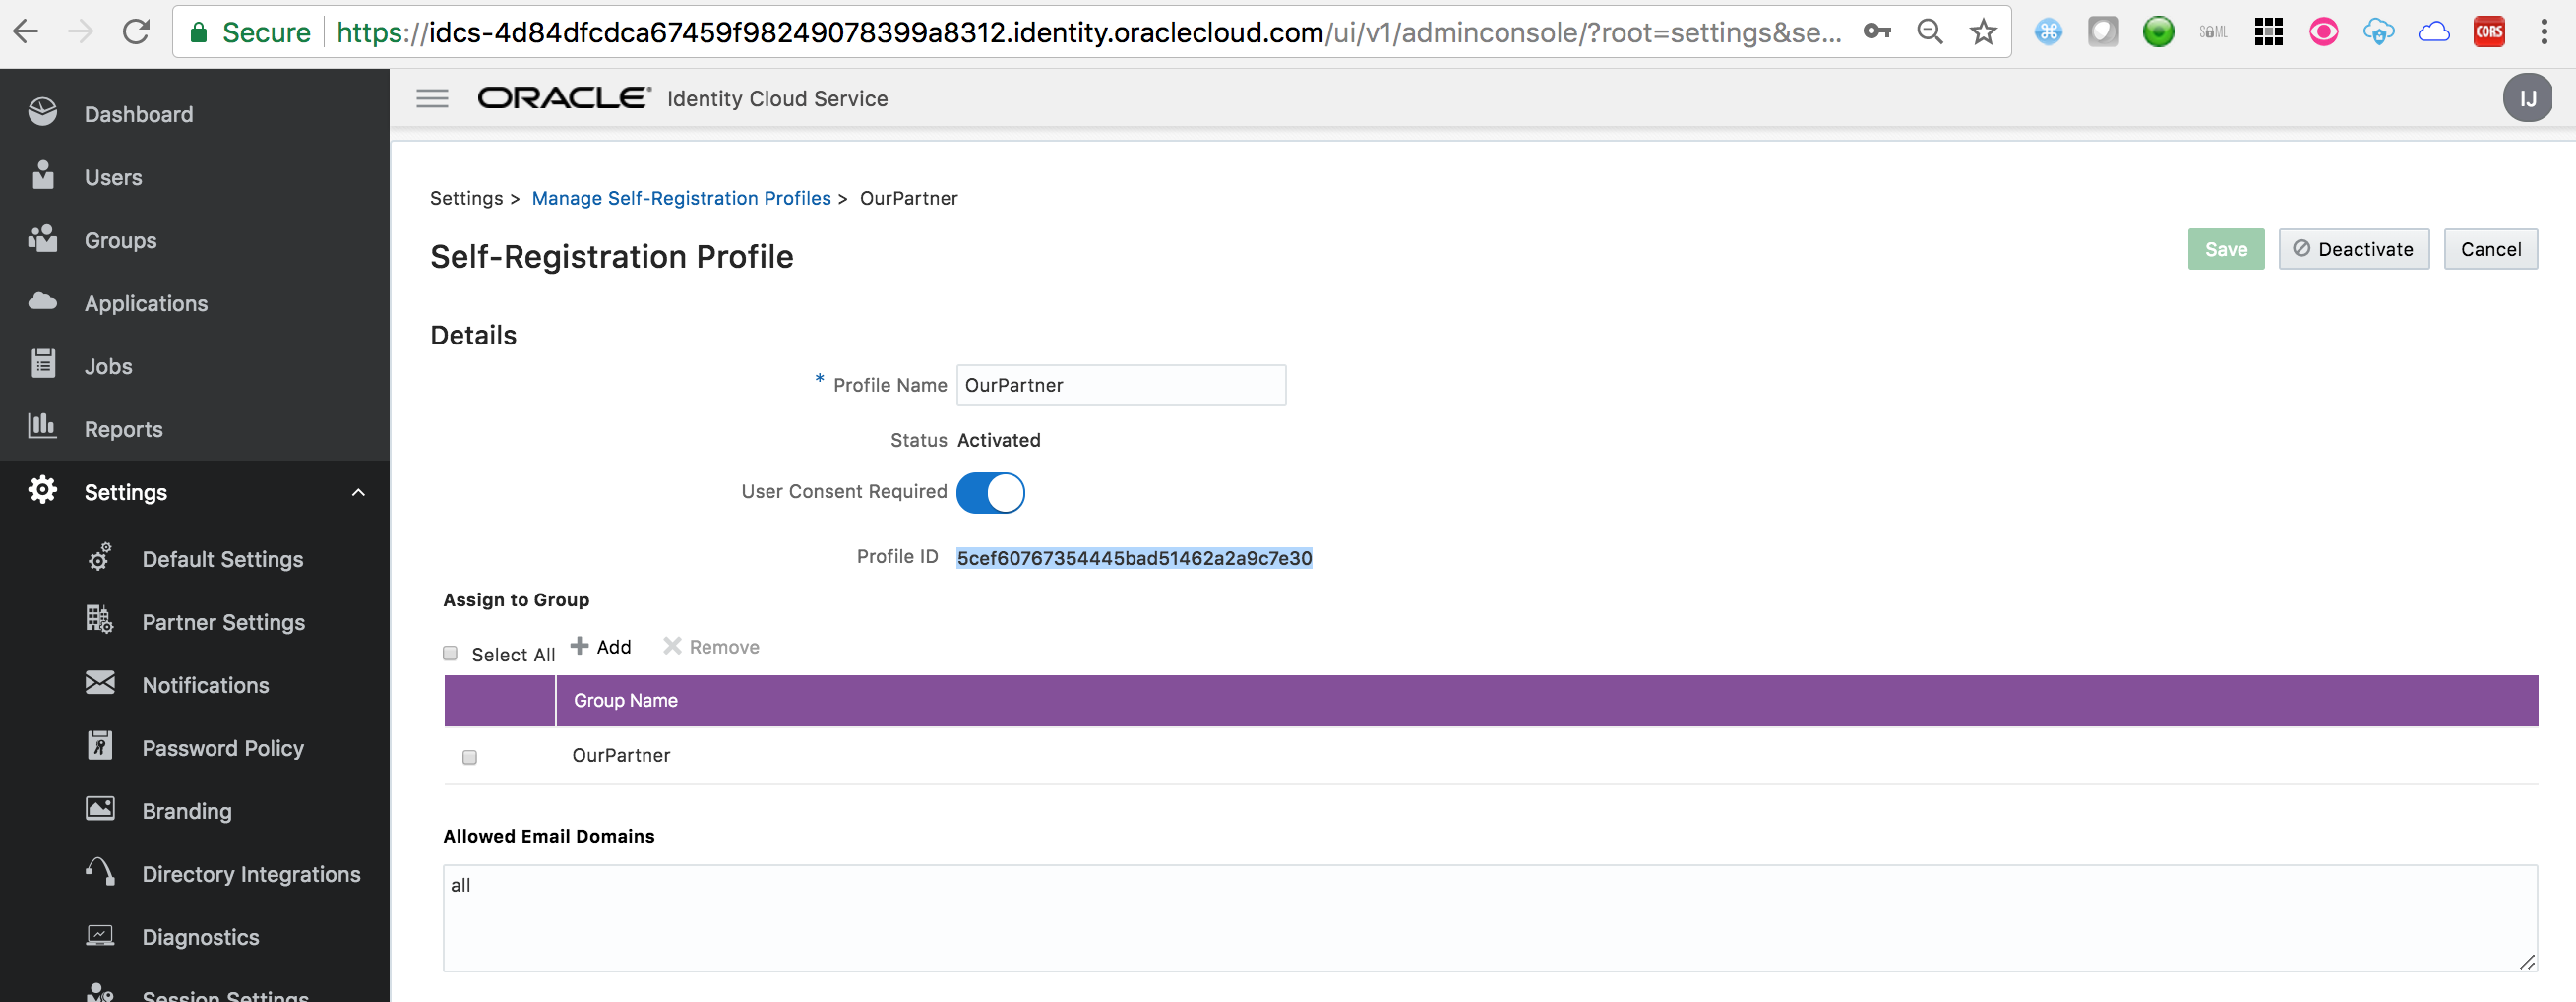 Secure https://idcs-4d84dfcdca67459f98249078399a8312.identity.oraclecloud.com/ui/v1/adminconsole/?root=settings&se...
SAML
CORS
ORACLE Identity Cloud Service
IJ
Dashboard
Users
Groups
Applications
Jobs
Reports
Settings
Default Settings
Partner Settings
Notifications
Password Policy
Branding
Directory Integrations
Diagnostics
Session Settings
Settings > Manage Self-Registration Profiles > OurPartner
Self-Registration Profile
Save
Deactivate
Cancel
Details
* Profile Name OurPartner
Status Activated
User Consent Required
Profile ID 5cef60767354445bad51462a2a9c7e30
Assign to Group
Select All Add Remove
Group Name
OurPartner
Allowed Email Domains
all